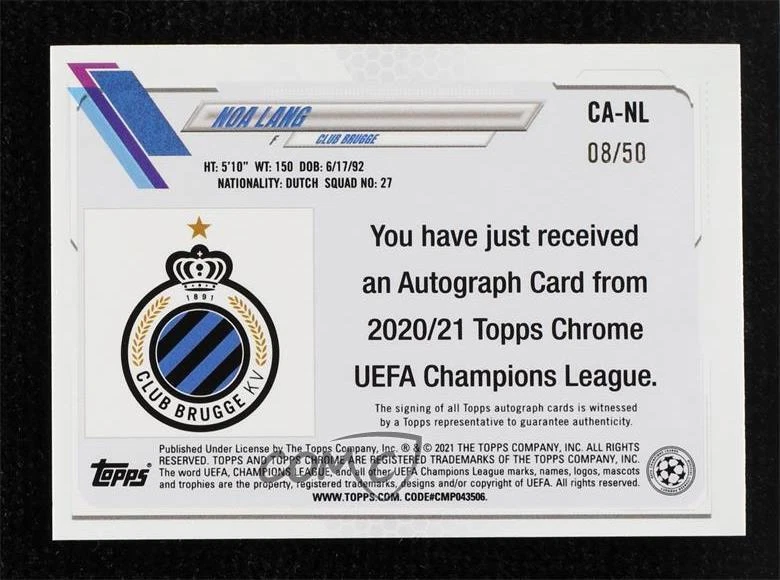 NOA LANG
CA-NL
F CLUB BRUGGE
08/50
HT: 5'10" WT: 150 DOB: 6/17/92
NATIONALITY: DUTCH SQUAD NO: 27
You have just received
an Autograph Card from
2020/21 Topps Chrome
UEFA Champions League.
1891
CLUB BRUGGE KV
The signing of all Topps autograph cards is witnessed
by a Topps representative to guarantee authenticity.
Published Under License by The Topps Company, Inc. ® & © 2021 THE TOPPS COMPANY, INC. ALL RIGHTS
RESERVED. TOPPS AND TOPPS CHROME ARE REGISTERED TRADEMARKS OF THE TOPPS COMPANY, INC.
The word UEFA, CHAMPIONS LEAGUE, and all other UEFA Champions League marks, names, logos, mascots
and trophies are the property, registered trademarks, designs and/or copyright of UEFA. All rights reserved.
WWW.TOPPS.COM. CODE#CMP043506.
topps
COMC